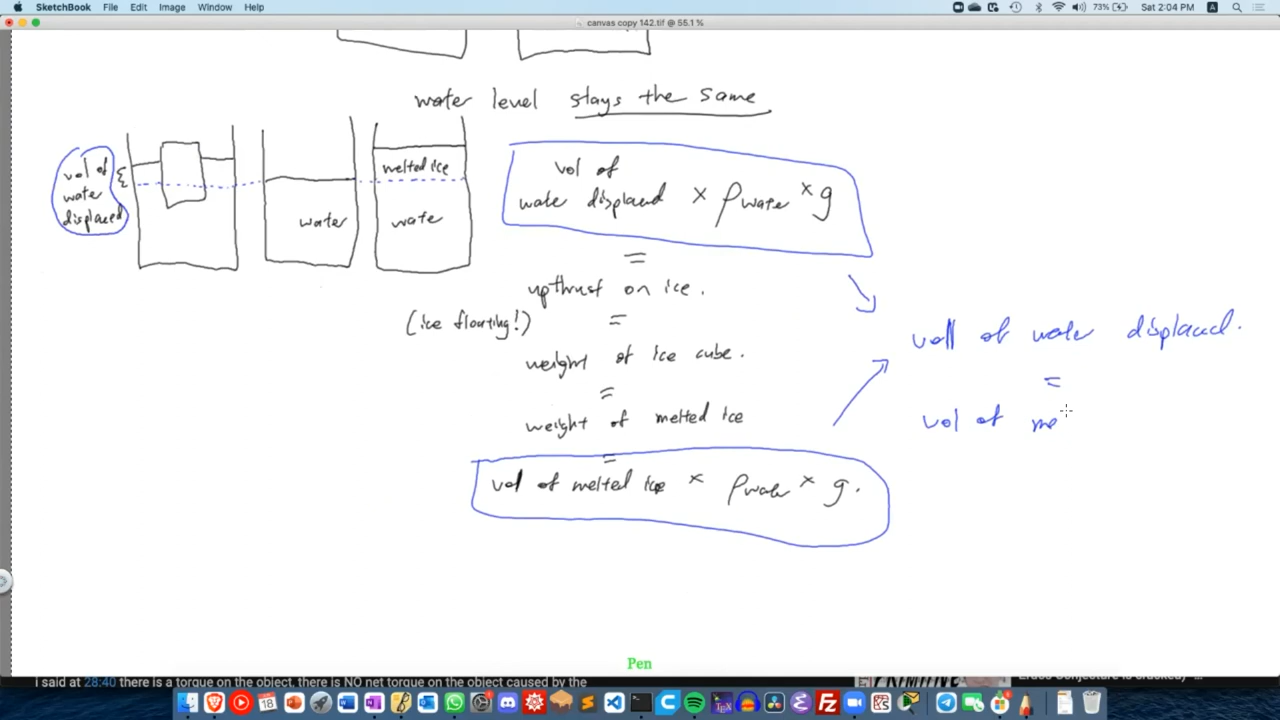 SketchBook File Edit Image Window Help
73% Sat 2:04 PM A
canvas copy 142.tif @ 55.1 %
water level stays the same
vol of
water
displaced
water
melted ice
water
vol of
water displaced × ρwater × g
=
upthrust on ice.
(ice floating!) =
weight of ice cube.
=
weight of melted ice
=
vol of melted ice × ρwater × g.
vol of water displaced.
=
vol of me
Pen
I said at 28:40 there is a torque on the object, there is NO net torque on the object caused by the